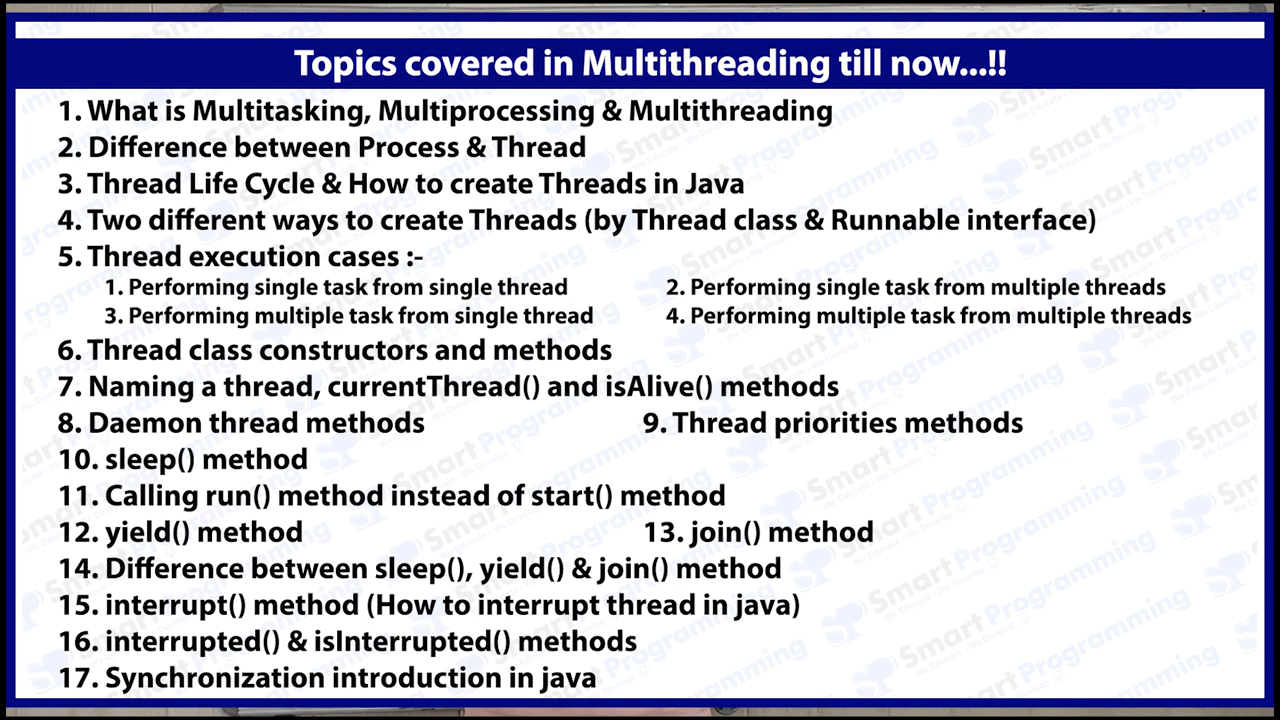 Topics covered in Multithreading till now...!!
1. What is Multitasking, Multiprocessing & Multithreading
2. Difference between Process & Thread
3. Thread Life Cycle & How to create Threads in Java
4. Two different ways to create Threads (by Thread class & Runnable interface)
5. Thread execution cases :-
1. Performing single task from single thread
2. Performing single task from multiple threads
3. Performing multiple task from single thread
4. Performing multiple task from multiple threads
6. Thread class constructors and methods
7. Naming a thread, currentThread() and isAlive() methods
8. Daemon thread methods
9. Thread priorities methods
10. sleep() method
11. Calling run() method instead of start() method
12. yield() method
13. join() method
14. Difference between sleep(), yield() & join() method
15. interrupt() method (How to interrupt thread in java)
16. interrupted() & isInterrupted() methods
17. Synchronization introduction in java
Smart Programming